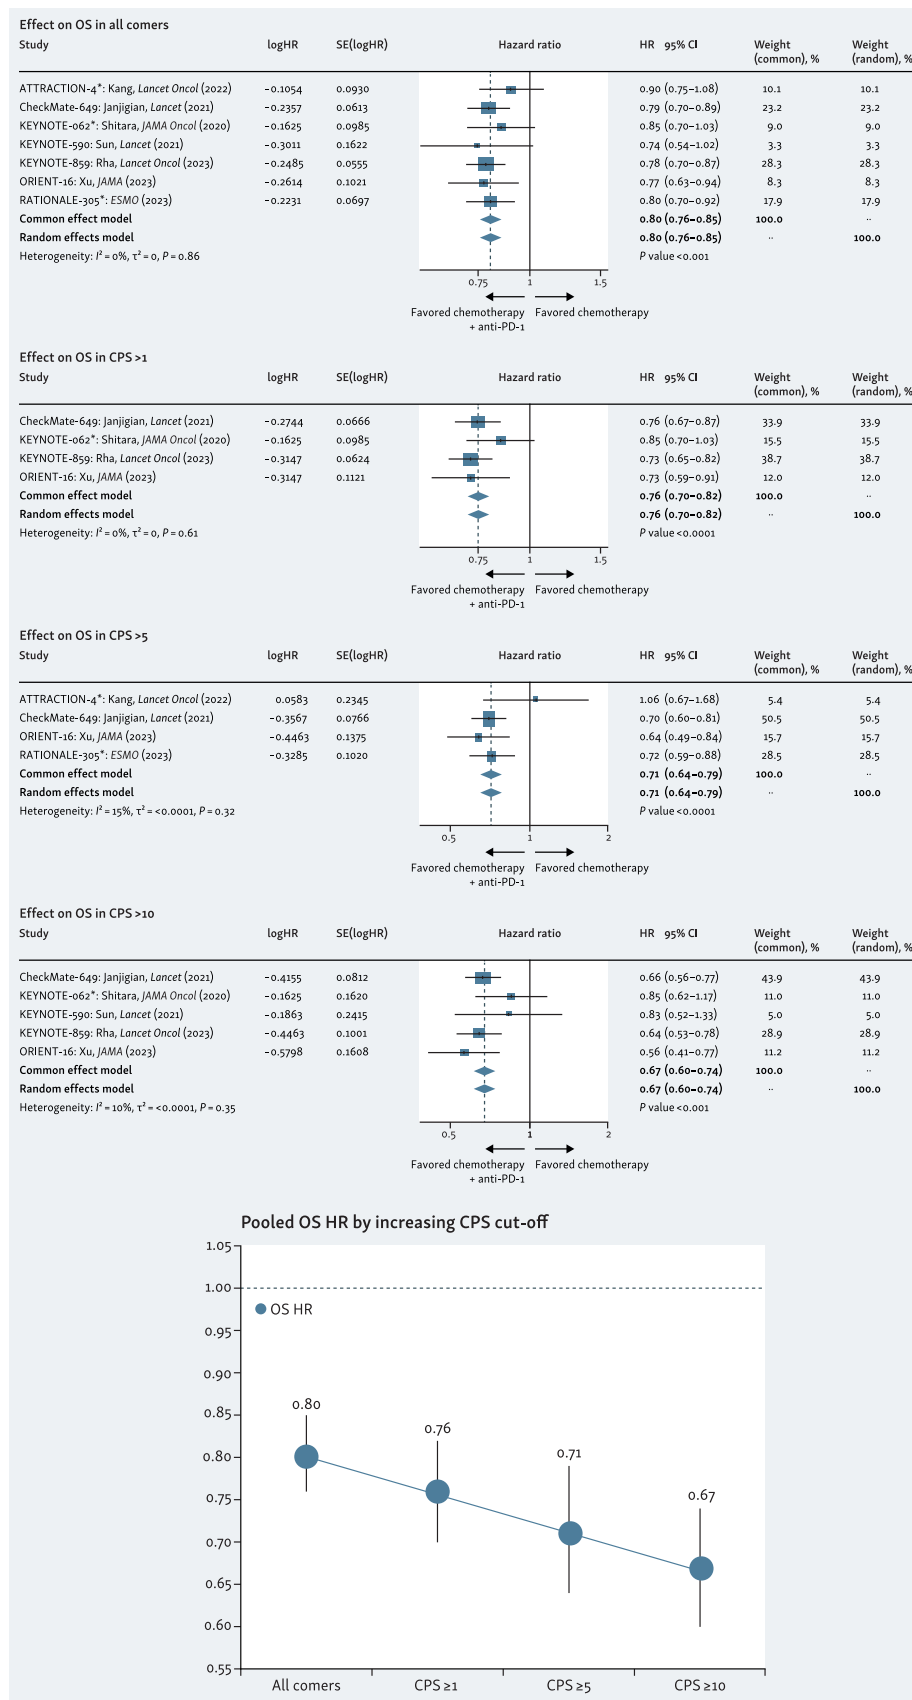 Effect on OS in all comers
Study logHR SE(logHR) Hazard ratio HR 95% CI Weight (common), % Weight (random), %
ATTRACTION-4*: Kang, Lancet Oncol (2022) −0.1054 0.0930 0.90 (0.75–1.08) 10.1 10.1
CheckMate-649: Janjigian, Lancet (2021) −0.2357 0.0613 0.79 (0.70–0.89) 23.2 23.2
KEYNOTE-062*: Shitara, JAMA Oncol (2020) −0.1625 0.0985 0.85 (0.70–1.03) 9.0 9.0
KEYNOTE-590: Sun, Lancet (2021) −0.3011 0.1622 0.74 (0.54–1.02) 3.3 3.3
KEYNOTE-859: Rha, Lancet Oncol (2023) −0.2485 0.0555 0.78 (0.70–0.87) 28.3 28.3
ORIENT-16: Xu, JAMA (2023) −0.2614 0.1021 0.77 (0.63–0.94) 8.3 8.3
RATIONALE-305*: ESMO (2023) −0.2231 0.0697 0.80 (0.70–0.92) 17.9 17.9
Common effect model 0.80 (0.76–0.85) 100.0 ··
Random effects model 0.80 (0.76–0.85) ·· 100.0
Heterogeneity: I² = 0%, τ² = 0, P = 0.86 P value <0.001
0.75 1 1.5
Favored chemotherapy Favored chemotherapy
+ anti-PD-1
Effect on OS in CPS >1
Study logHR SE(logHR) Hazard ratio HR 95% CI Weight (common), % Weight (random), %
CheckMate-649: Janjigian, Lancet (2021) −0.2744 0.0666 0.76 (0.67–0.87) 33.9 33.9
KEYNOTE-062*: Shitara, JAMA Oncol (2020) −0.1625 0.0985 0.85 (0.70–1.03) 15.5 15.5
KEYNOTE-859: Rha, Lancet Oncol (2023) −0.3147 0.0624 0.73 (0.65–0.82) 38.7 38.7
ORIENT-16: Xu, JAMA (2023) −0.3147 0.1121 0.73 (0.59–0.91) 12.0 12.0
Common effect model 0.76 (0.70–0.82) 100.0 ··
Random effects model 0.76 (0.70–0.82) ·· 100.0
Heterogeneity: I² = 0%, τ² = 0, P = 0.61 P value <0.0001
0.75 1 1.5
Favored chemotherapy Favored chemotherapy
+ anti-PD-1
Effect on OS in CPS >5
Study logHR SE(logHR) Hazard ratio HR 95% CI Weight (common), % Weight (random), %
ATTRACTION-4*: Kang, Lancet Oncol (2022) 0.0583 0.2345 1.06 (0.67–1.68) 5.4 5.4
CheckMate-649: Janjigian, Lancet (2021) −0.3567 0.0766 0.70 (0.60–0.81) 50.5 50.5
ORIENT-16: Xu, JAMA (2023) −0.4463 0.1375 0.64 (0.49–0.84) 15.7 15.7
RATIONALE-305*: ESMO (2023) −0.3285 0.1020 0.72 (0.59–0.88) 28.5 28.5
Common effect model 0.71 (0.64–0.79) 100.0 ··
Random effects model 0.71 (0.64–0.79) ·· 100.0
Heterogeneity: I² = 15%, τ² = <0.0001, P = 0.32 P value <0.0001
0.5 1 2
Favored chemotherapy Favored chemotherapy
+ anti-PD-1
Effect on OS in CPS >10
Study logHR SE(logHR) Hazard ratio HR 95% CI Weight (common), % Weight (random), %
CheckMate-649: Janjigian, Lancet (2021) −0.4155 0.0812 0.66 (0.56–0.77) 43.9 43.9
KEYNOTE-062*: Shitara, JAMA Oncol (2020) −0.1625 0.1620 0.85 (0.62–1.17) 11.0 11.0
KEYNOTE-590: Sun, Lancet (2021) −0.1863 0.2415 0.83 (0.52–1.33) 5.0 5.0
KEYNOTE-859: Rha, Lancet Oncol (2023) −0.4463 0.1001 0.64 (0.53–0.78) 28.9 28.9
ORIENT-16: Xu, JAMA (2023) −0.5798 0.1608 0.56 (0.41–0.77) 11.2 11.2
Common effect model 0.67 (0.60–0.74) 100.0 ··
Random effects model 0.67 (0.60–0.74) ·· 100.0
Heterogeneity: I² = 10%, τ² = <0.0001, P = 0.35 P value <0.001
0.5 1 2
Favored chemotherapy Favored chemotherapy
+ anti-PD-1
Pooled OS HR by increasing CPS cut-off
1.05
1.00
OS HR
0.95
0.90
0.85
0.80
0.75
0.70
0.65
0.60
0.55
0.80
0.76
0.71
0.67
All comers CPS ≥1 CPS ≥5 CPS ≥10